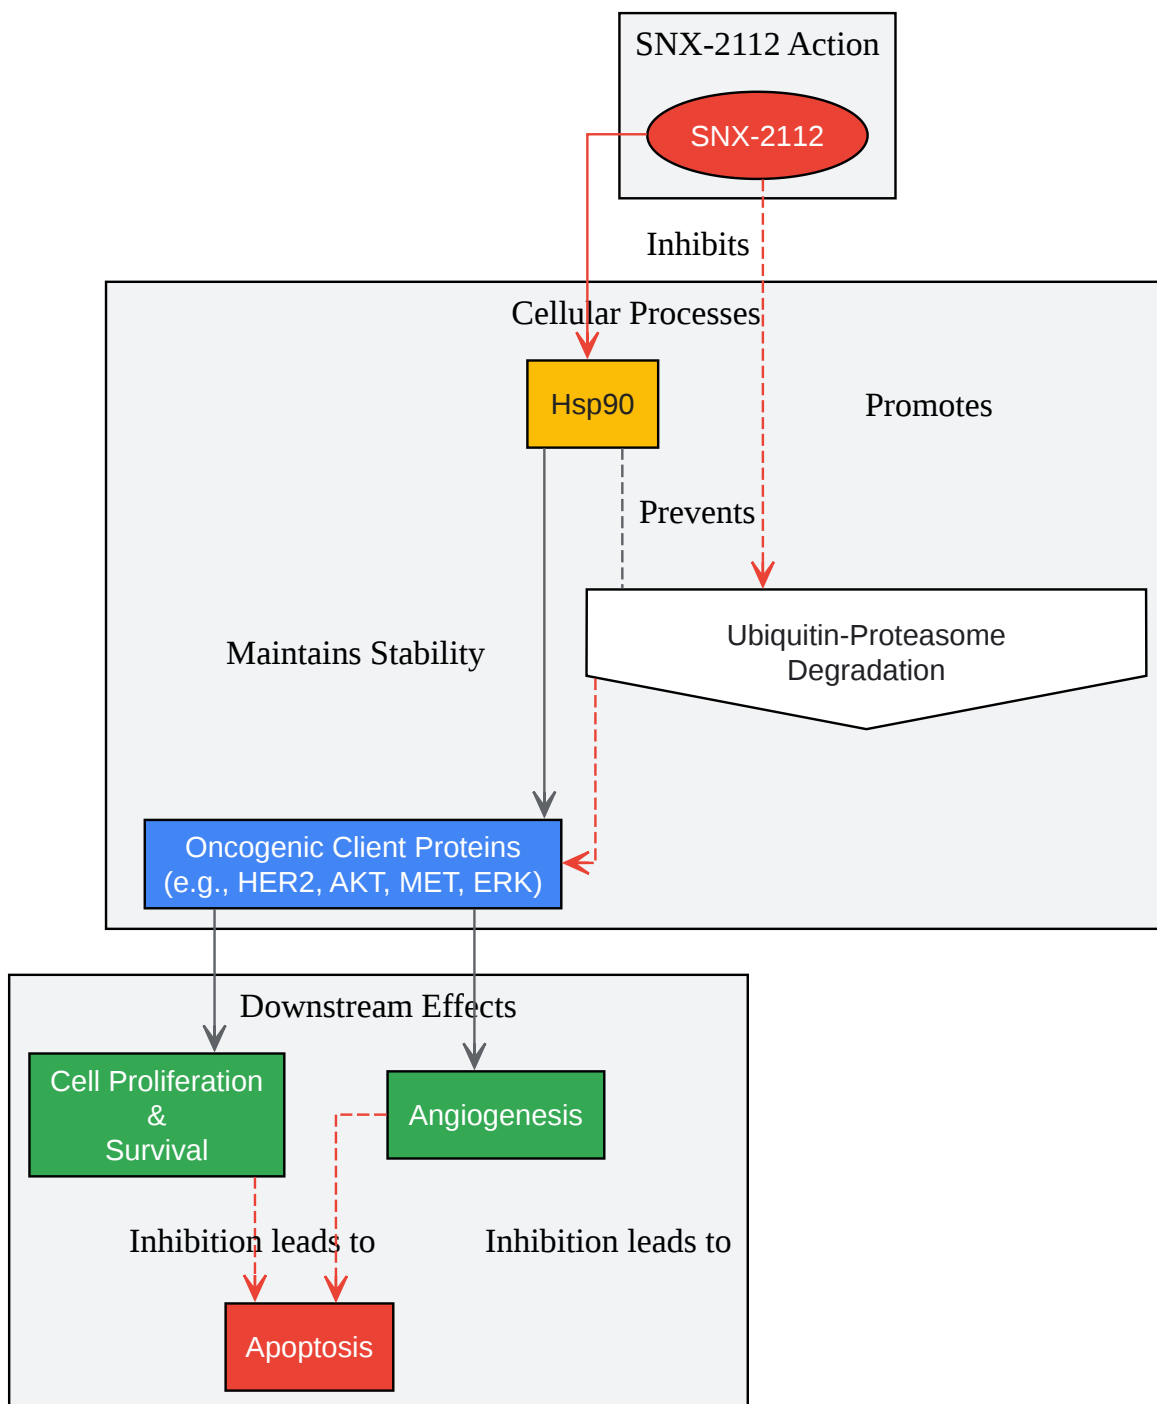 SNX-2112 Action
SNX-2112
Inhibits
Cellular Processes
Hsp90
Promotes
Prevents
Ubiquitin-Proteasome
Degradation
Maintains Stability
Oncogenic Client Proteins
(e.g., HER2, AKT, MET, ERK)
Downstream Effects
Cell Proliferation
&
Survival
Angiogenesis
Inhibition leads to
Inhibition leads to
Apoptosis